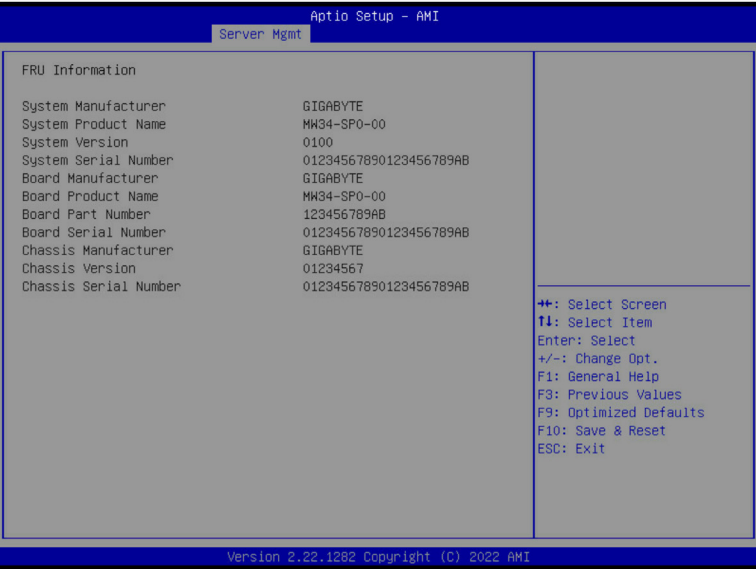 Aptio Setup – AMI
Server Mgmt
FRU Information
System Manufacturer GIGABYTE
System Product Name MW34-SP0-00
System Version 0100
System Serial Number 01234567890123456789AB
Board Manufacturer GIGABYTE
Board Product Name MW34-SP0-00
Board Part Number 123456789AB
Board Serial Number 01234567890123456789AB
Chassis Manufacturer GIGABYTE
Chassis Version 01234567
Chassis Serial Number 01234567890123456789AB
→←: Select Screen
↑↓: Select Item
Enter: Select
+/-: Change Opt.
F1: General Help
F3: Previous Values
F9: Optimized Defaults
F10: Save & Reset
ESC: Exit
Version 2.22.1282 Copyright (C) 2022 AMI